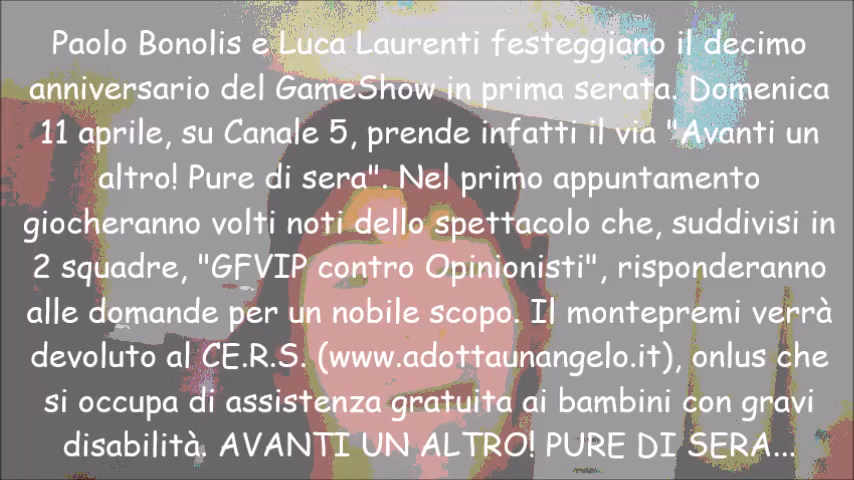 Paolo Bonolis e Luca Laurenti festeggiano il decimo
anniversario del GameShow in prima serata. Domenica
11 aprile, su Canale 5, prende infatti il via "Avanti un
altro! Pure di sera". Nel primo appuntamento
giocheranno volti noti dello spettacolo che, suddivisi in
2 squadre, "GFVIP contro Opinionisti", risponderanno
alle domande per un nobile scopo. Il montepremi verrà
devoluto al CE.R.S. (www.adottaunangelo.it), onlus che
si occupa di assistenza gratuita ai bambini con gravi
disabilità. AVANTI UN ALTRO! PURE DI SERA...